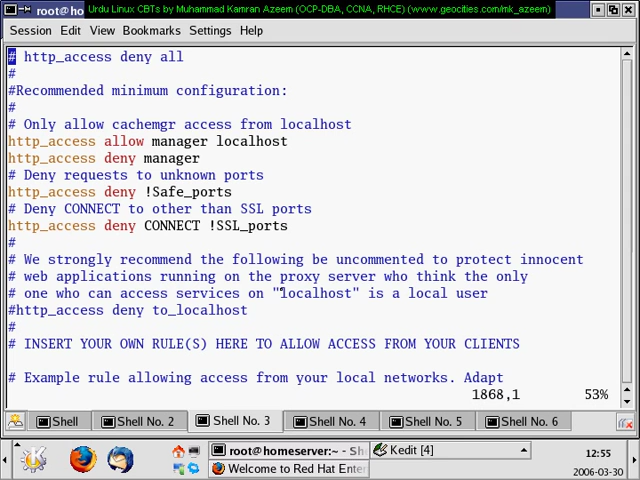 root@ho
Urdu Linux CBTs by Muhammad Kamran Azeem (OCP-DBA, CCNA, RHCE) (www.geocities.com/mk_azeem)
Session Edit View Bookmarks Settings Help
# http_access deny all
#
#Recommended minimum configuration:
#
# Only allow cachemgr access from localhost
http_access allow manager localhost
http_access deny manager
# Deny requests to unknown ports
http_access deny !Safe_ports
# Deny CONNECT to other than SSL ports
http_access deny CONNECT !SSL_ports
#
# We strongly recommend the following be uncommented to protect innocent
# web applications running on the proxy server who think the only
# one who can access services on "localhost" is a local user
#http_access deny to_localhost
#
# INSERT YOUR OWN RULE(S) HERE TO ALLOW ACCESS FROM YOUR CLIENTS
# Example rule allowing access from your local networks. Adapt
1868,1 53%
Shell Shell No. 2 Shell No. 3 Shell No. 4 Shell No. 5 Shell No. 6
root@homeserver:~ - Sh Kedit [4]
Welcome to Red Hat Enter
12:55
2006-03-30